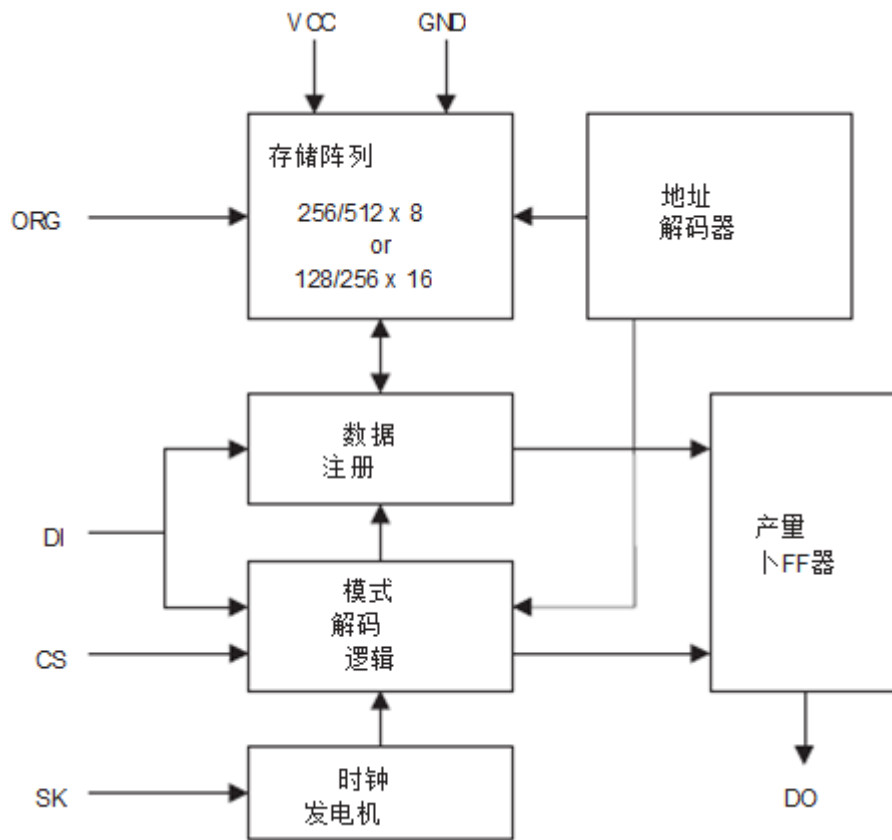 VCC
GND
存储阵列
256/512 x 8
or
128/256 x 16
地址
解码器
ORG
数据
注册
DI
产量
卜FF器
模式
解码
逻辑
CS
时钟
发电机
SK
DO